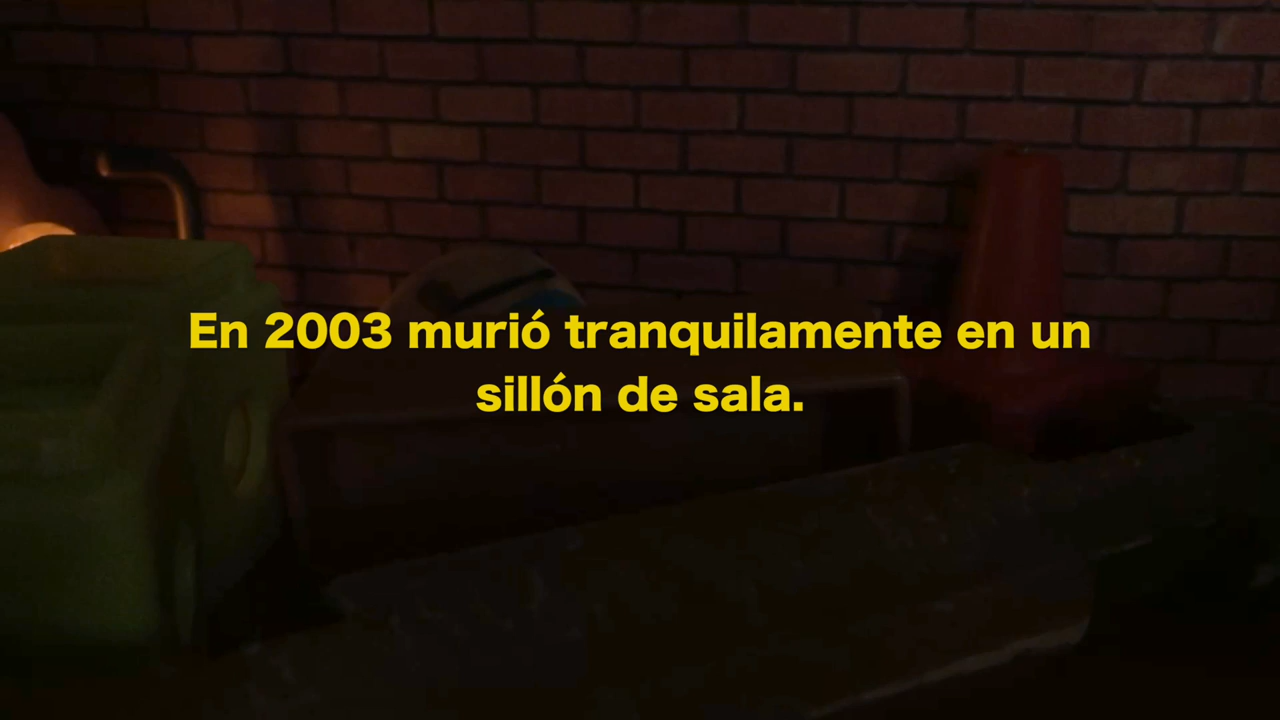 En 2003 murió tranquilamente en un
sillón de sala.